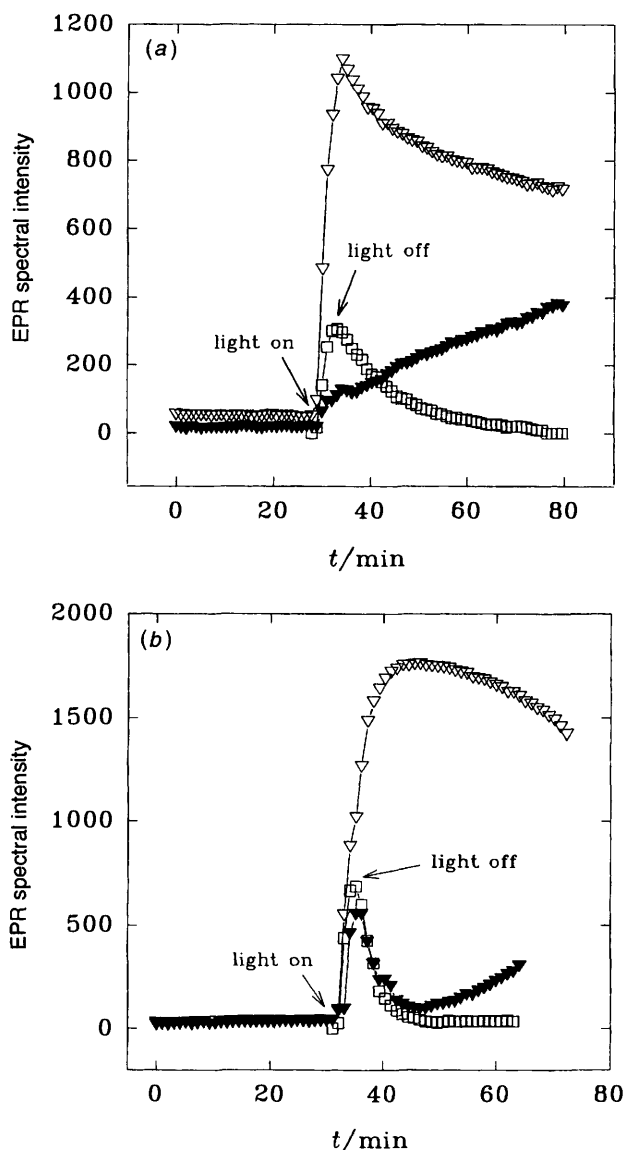 (a)
1200
1000
800
600
400
200
0
EPR spectral intensity
light off
light on
0 20 40 60 80
t/min
(b)
2000
1500
1000
500
0
EPR spectral intensity
light off
light on
0 20 40 60 80
t/min